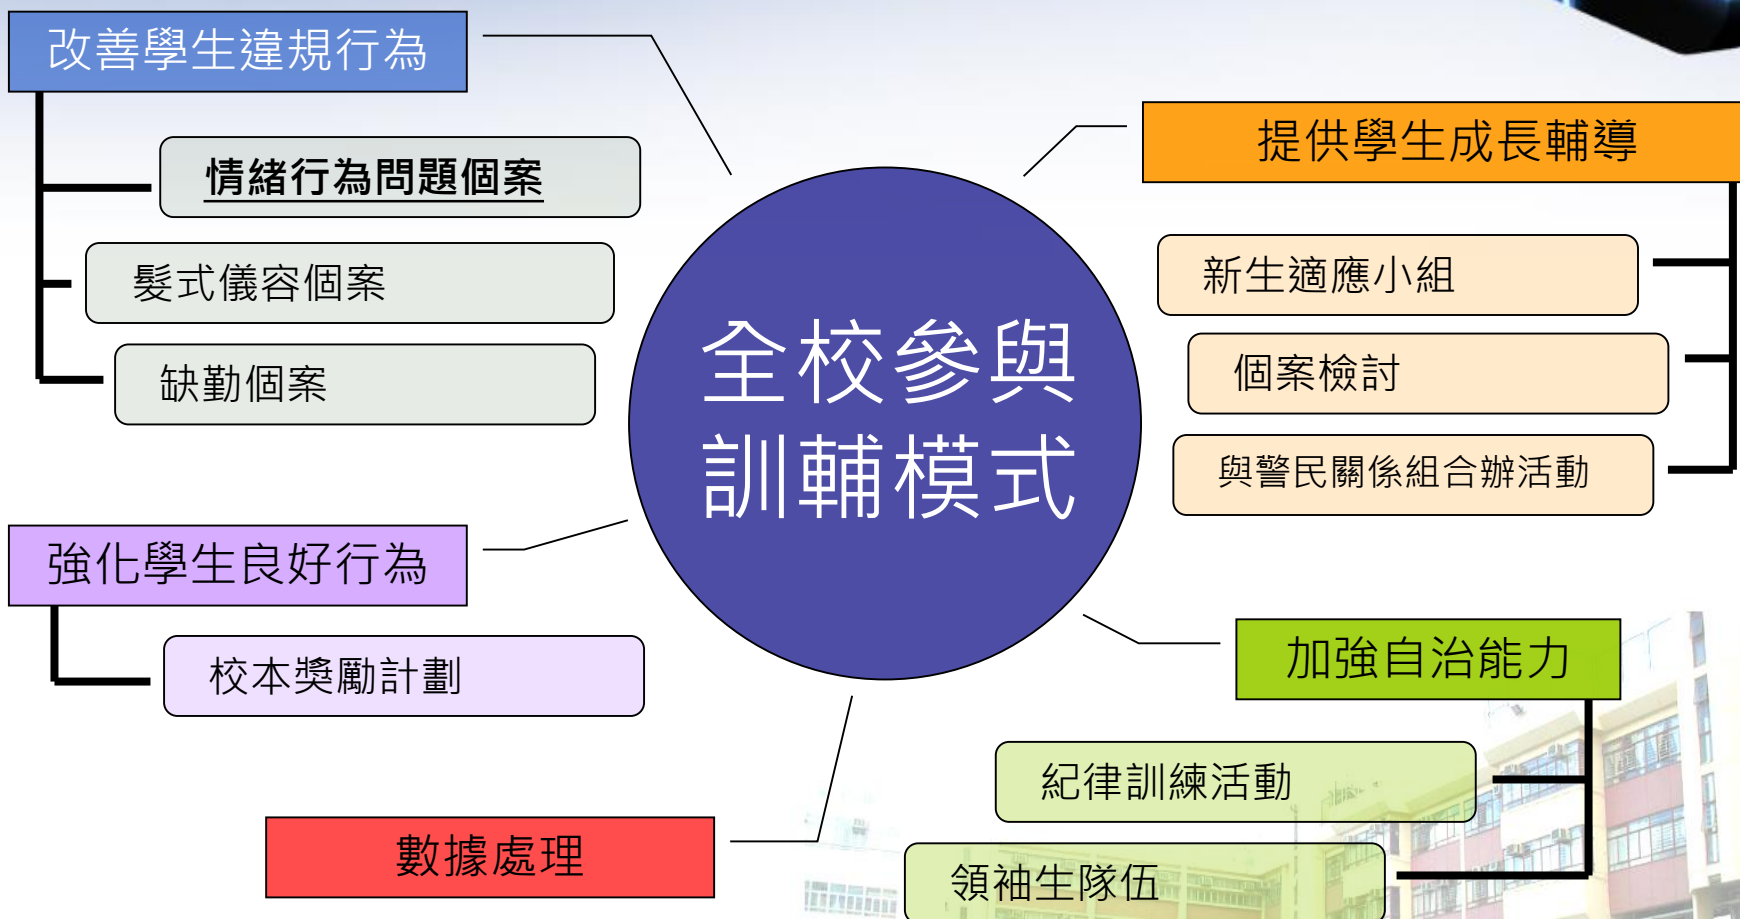 改善學生違規行為
情緒行為問題個案
髮式儀容個案
缺勤個案
提供學生成長輔導
新生適應小組
個案檢討
與警民關係組合辦活動
全校參與
訓輔模式
強化學生良好行為
校本獎勵計劃
加強自治能力
紀律訓練活動
領袖生隊伍
數據處理